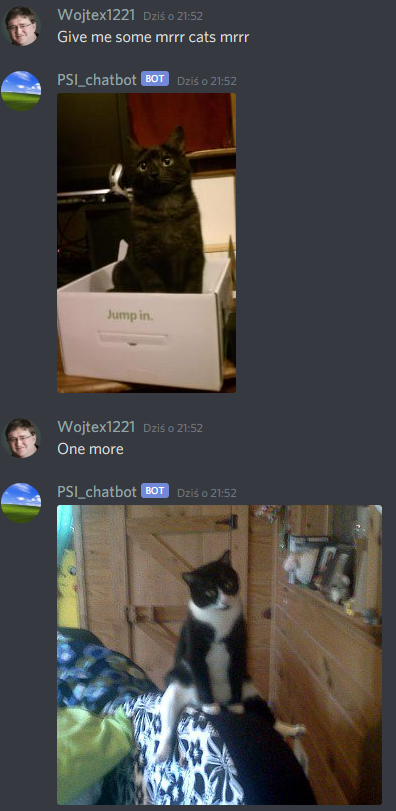 Wojtex1221 Dziś o 21:52
Give me some mrrr cats mrrr
PSI_chatbot BOT Dziś o 21:52
Jump in.
Wojtex1221 Dziś o 21:52
One more
PSI_chatbot BOT Dziś o 21:52